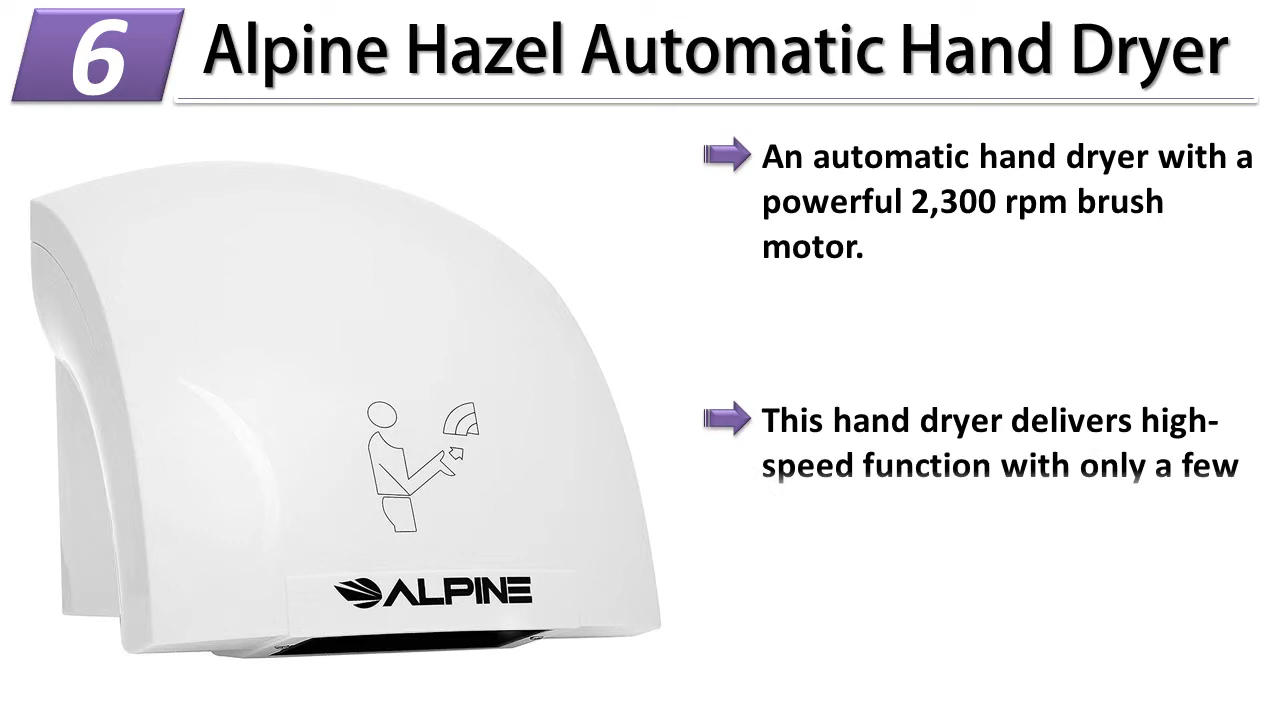 6
Alpine Hazel Automatic Hand Dryer
An automatic hand dryer with a
powerful 2,300 rpm brush
motor.
This hand dryer delivers high-
speed function with only a few
ALPINE